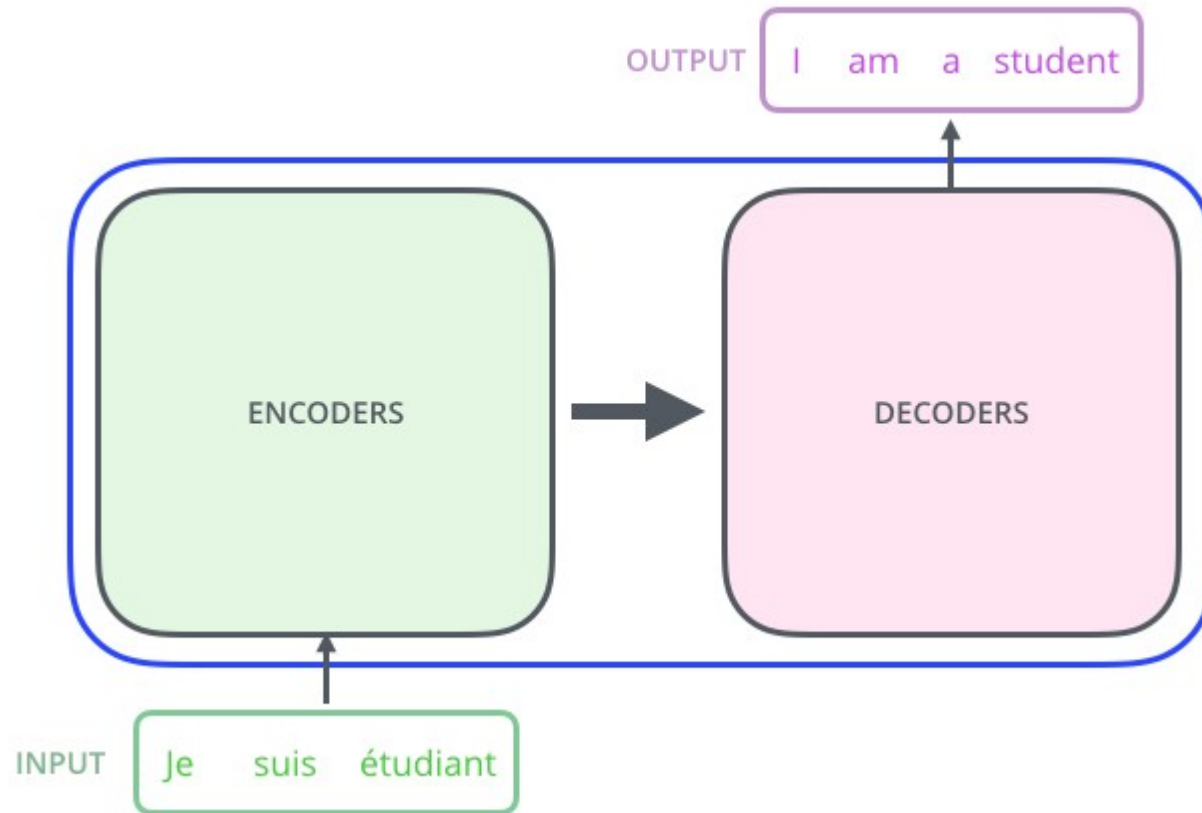 OUTPUT I am a student
ENCODERS DECODERS
INPUT Je suis étudiant